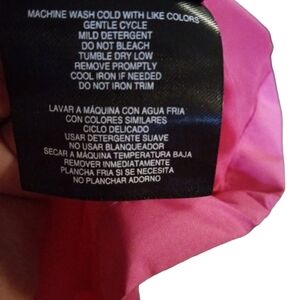 MACHINE WASH COLD WITH LIKE COLORS
GENTLE CYCLE
MILD DETERGENT
DO NOT BLEACH
TUMBLE DRY LOW
REMOVE PROMPTLY
COOL IRON IF NEEDED
DO NOT IRON TRIM
LAVAR A MÁQUINA CON AGUA FRIA
CON COLORES SIMILARES
CICLO DELICADO
USAR DETERGENTE SUAVE
NO USAR BLANQUEADOR
SECAR A MÁQUINA TEMPERATURA BAJA
REMOVER INMEDIATAMENTE
PLANCHA FRIA SI SE NECESITA
NO PLANCHAR ADORNO